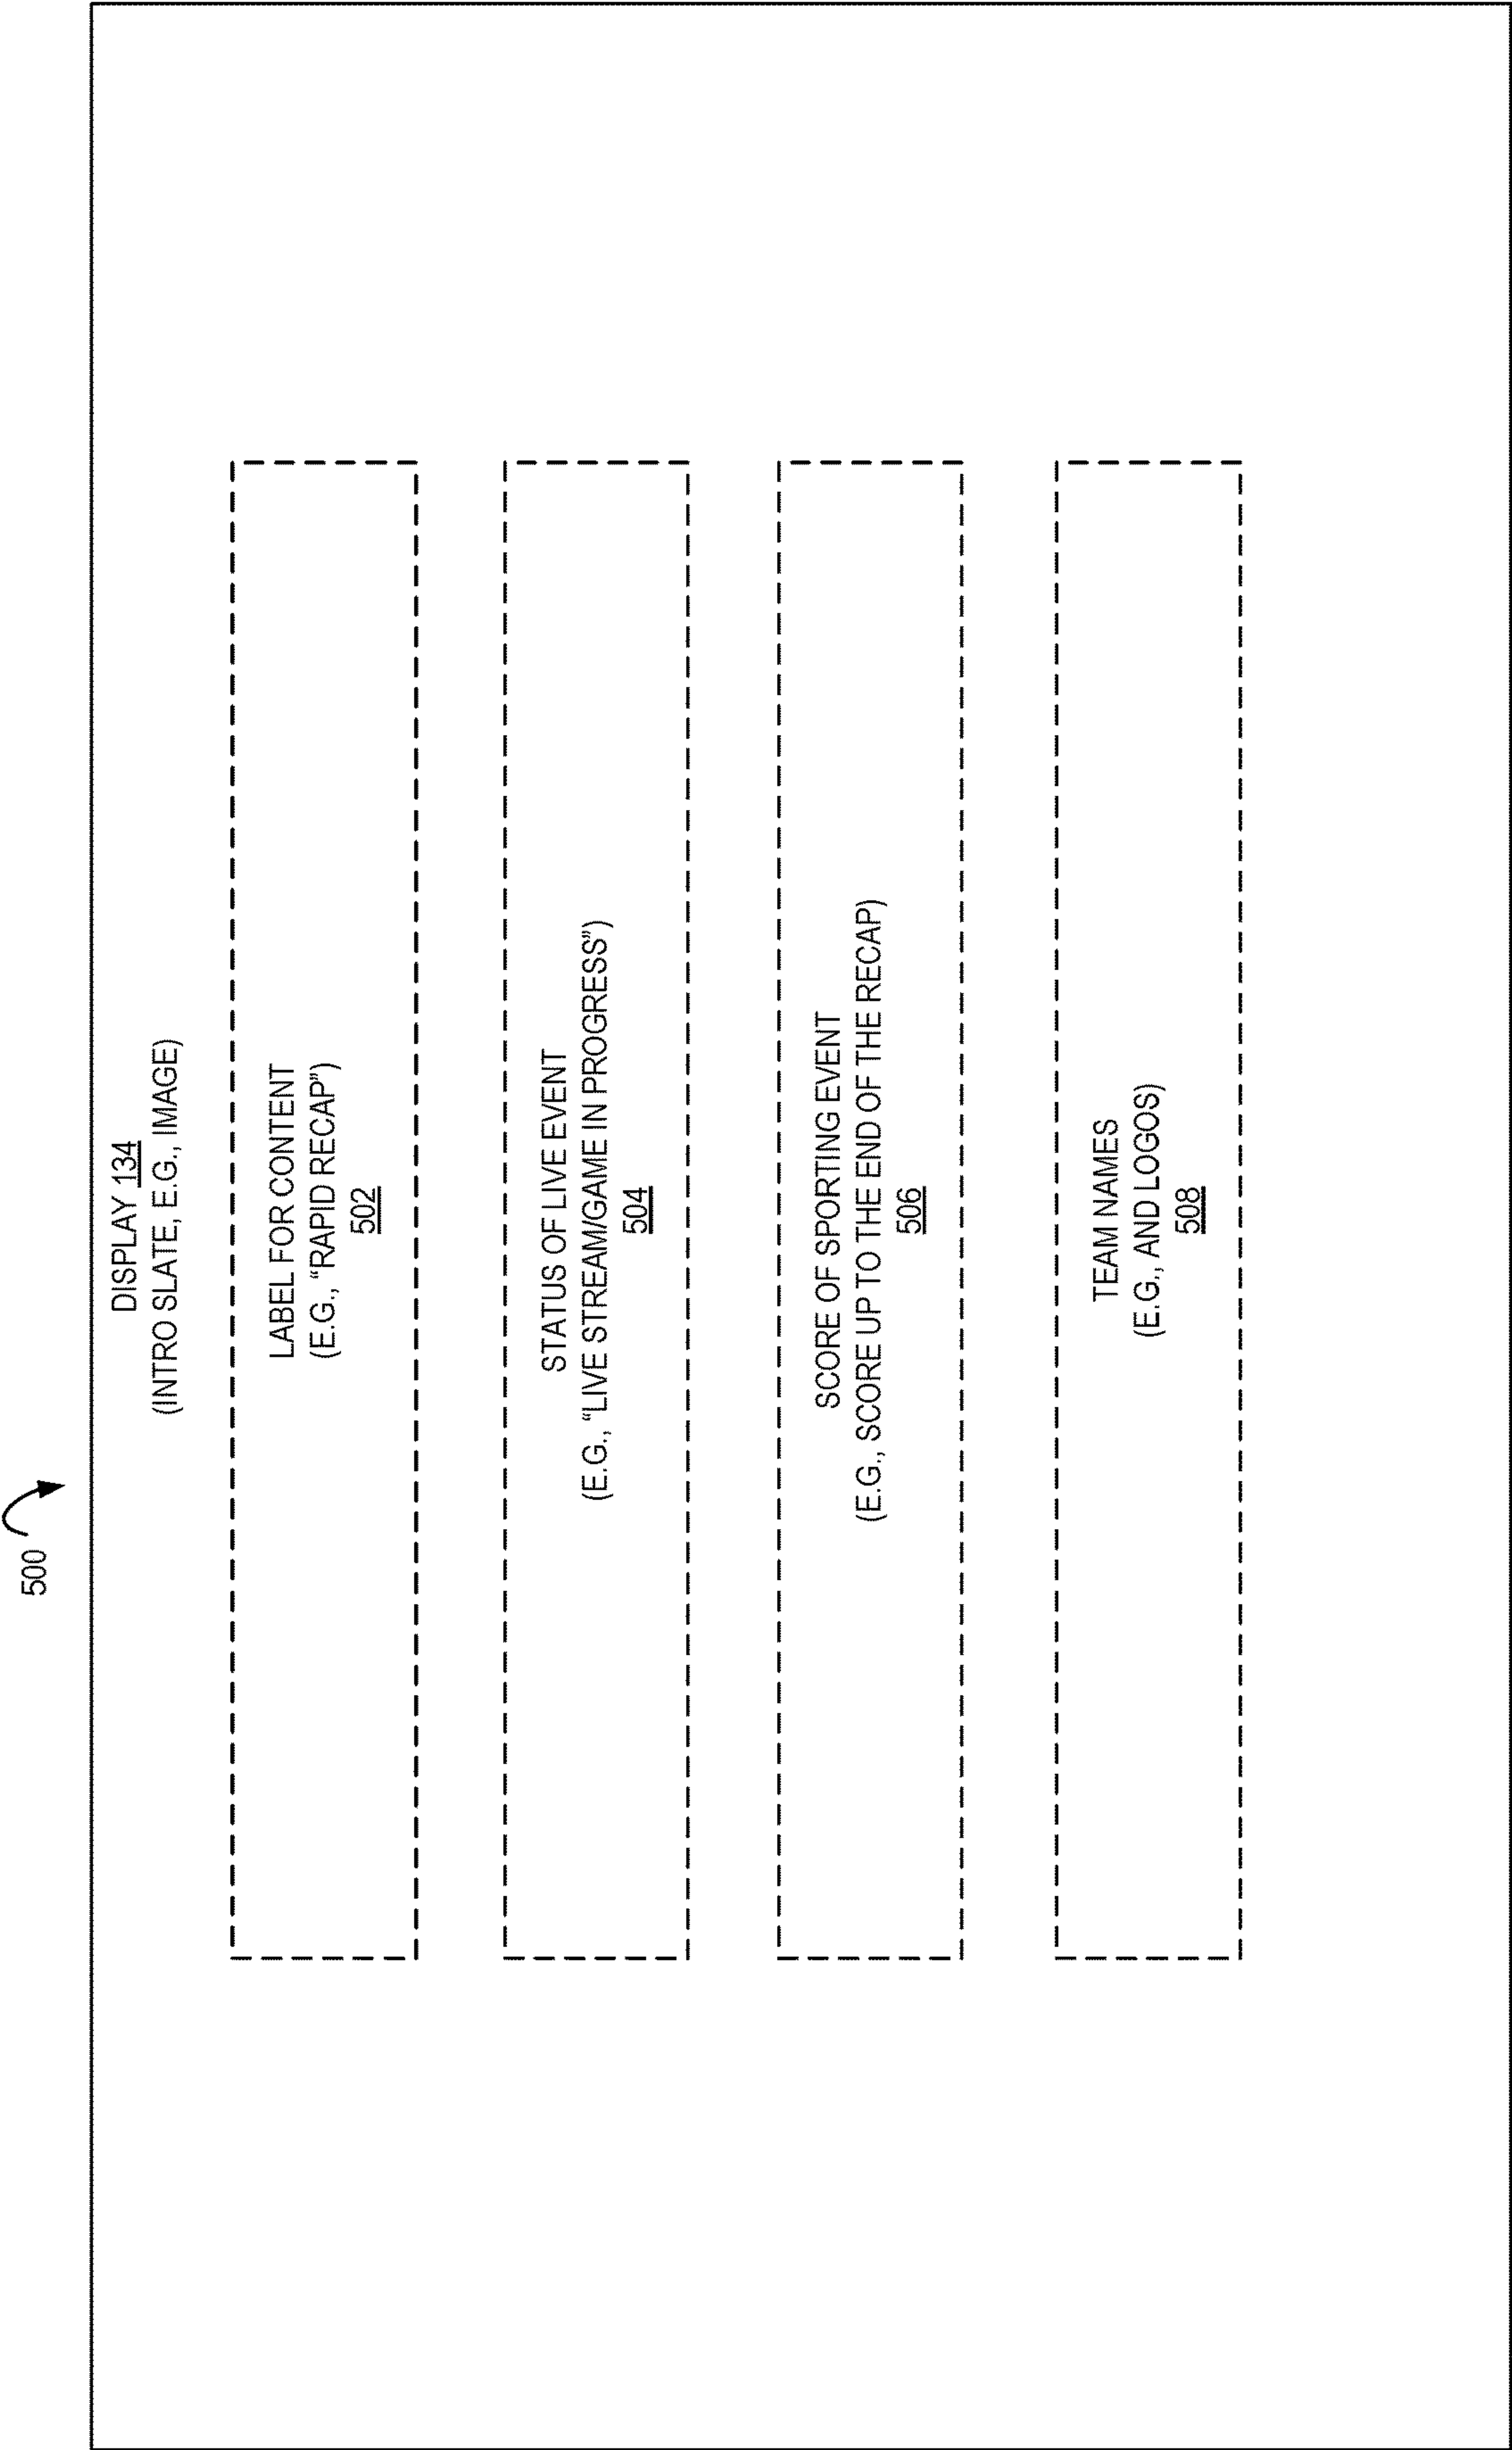 500
DISPLAY 134
(INTRO SLATE, E.G., IMAGE)
LABEL FOR CONTENT
(E.G., “RAPID RECAP”)
502
STATUS OF LIVE EVENT
(E.G., “LIVE STREAM/GAME IN PROGRESS”)
504
SCORE OF SPORTING EVENT
(E.G., SCORE UP TO THE END OF THE RECAP)
506
TEAM NAMES
(E.G., AND LOGOS)
508